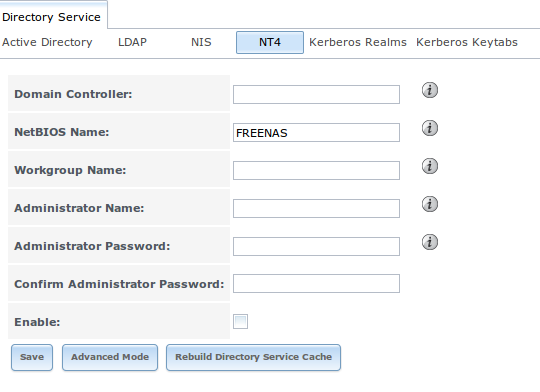 Directory Service
Active Directory LDAP NIS NT4 Kerberos Realms Kerberos Keytabs
Domain Controller:
NetBIOS Name: FREENAS
Workgroup Name:
Administrator Name:
Administrator Password:
Confirm Administrator Password:
Enable:
Save Advanced Mode Rebuild Directory Service Cache